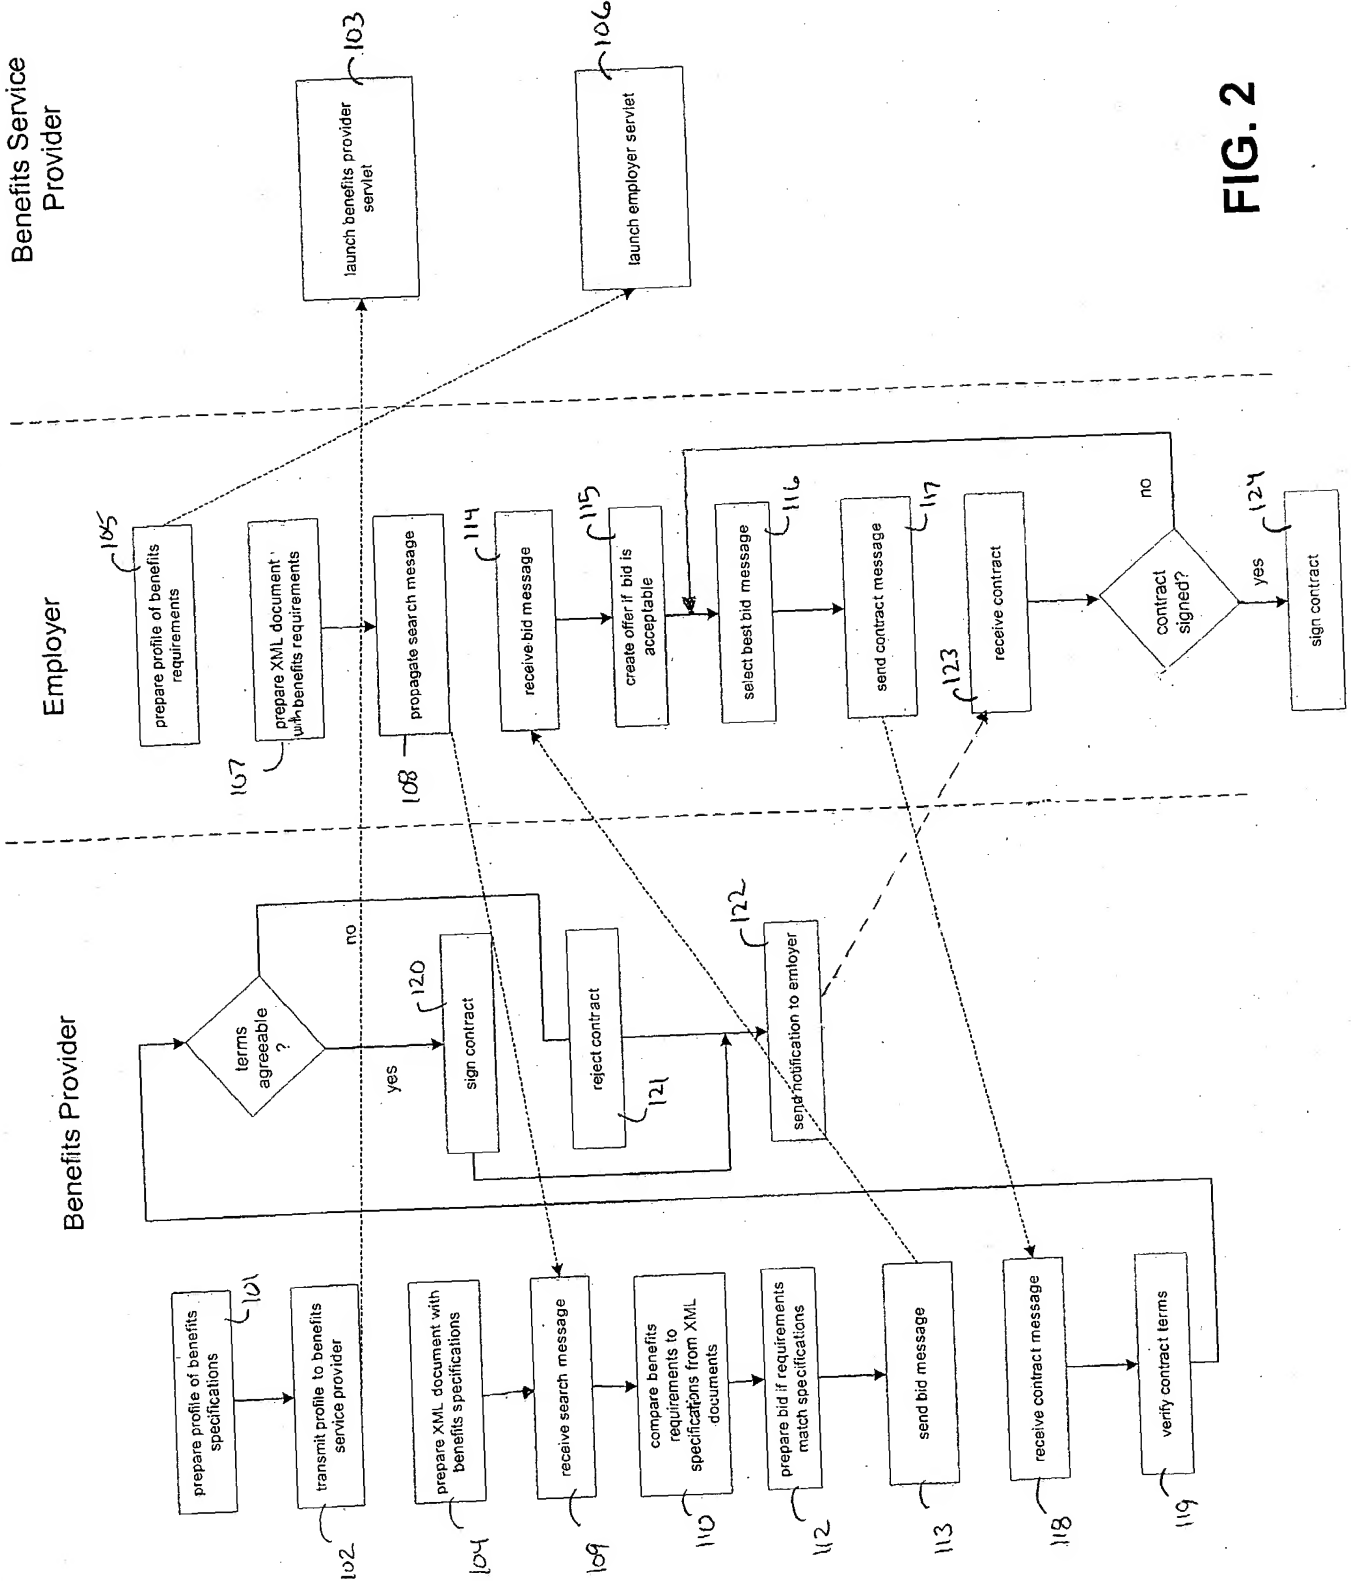 Benefits Provider
Employer
Benefits Service
Provider
prepare profile of benefits
specifications
101
transmit profile to benefits
service provider
102
prepare XML document with
benefits specifications
104
receive search message
109
compare benefits
requirements to
specifications from XML
documents
110
prepare bid if requirements
match specifications
112
send bid message
113
receive contract message
118
verify contract terms
119
terms
agreeable
?
no
yes
sign contract
120
reject contract
121
send notification to emloyer
122
prepare profile of benefits
requirements
105
prepare XML document
with benefits requirements
107
propagate search message
108
receive bid message
114
create offer if bid is
acceptable
115
select best bid message
116
send contract message
117
receive contract
123
contract
signed?
no
yes
sign contract
124
launch benefits provider
servlet
103
launch employer servlet
106
FIG. 2